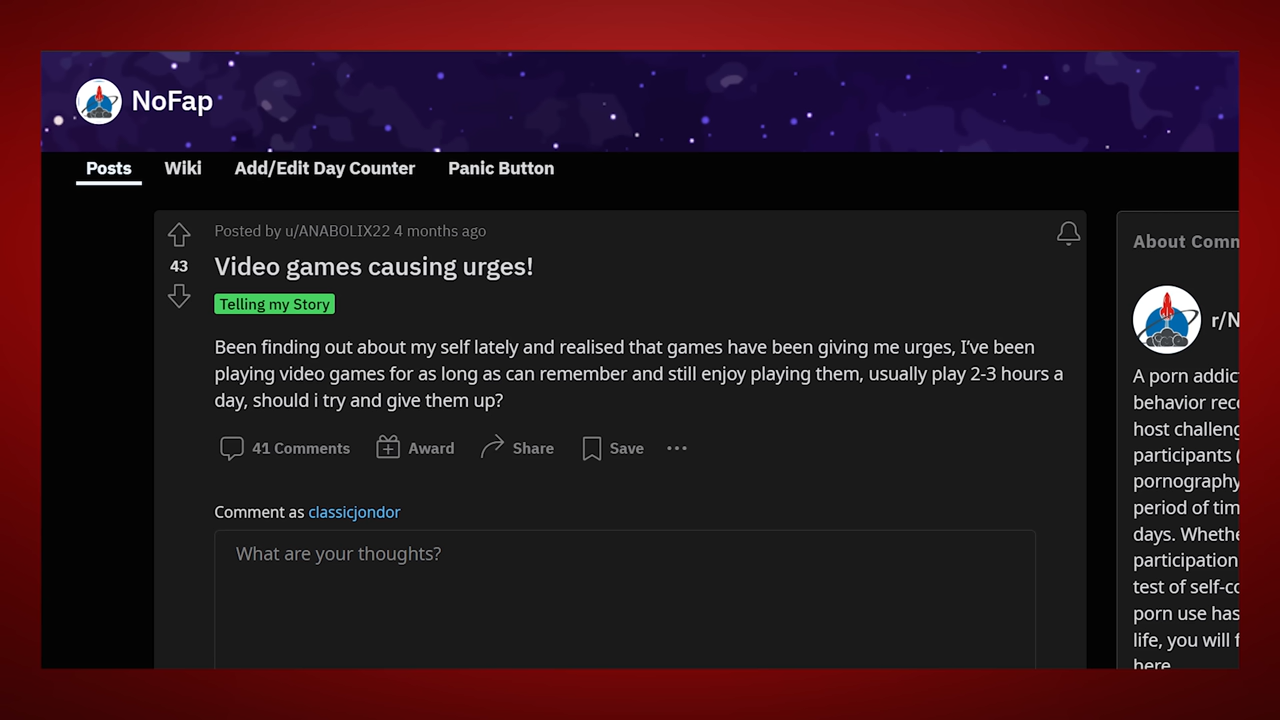 NoFap
Posts Wiki Add/Edit Day Counter Panic Button
Posted by u/ANABOLIX22 4 months ago
43
Video games causing urges!
Telling my Story
Been finding out about my self lately and realised that games have been giving me urges, I’ve been
playing video games for as long as can remember and still enjoy playing them, usually play 2-3 hours a
day, should i try and give them up?
41 Comments Award Share Save
Comment as classicjondor
What are your thoughts?
About Comm
r/N
A porn addic
behavior reco
host challeng
participants (
pornography
period of tim
days. Whethe
participation
test of self-co
porn use has
life, you will f
here